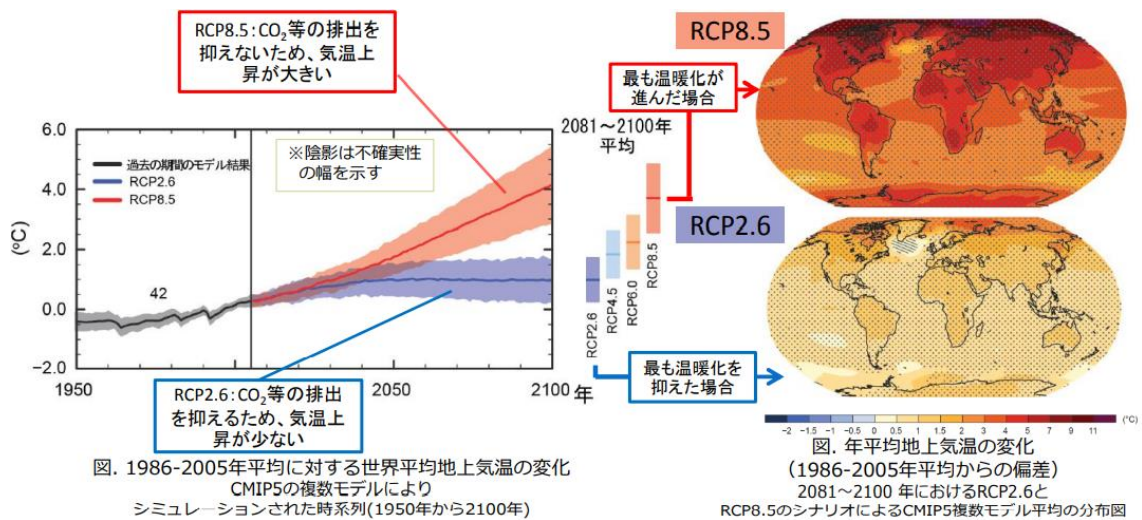 RCP8.5：CO₂等の排出を
抑えないため、気温上
昇が大きい
6.0
4.0
2.0
0.0
−2.0
(°C)
過去の期間のモデル結果
RCP2.6
RCP8.5
※陰影は不確実性
の幅を示す
42
1950
2050
2100
年
RCP2.6：CO₂等の排出
を抑えるため、気温上
昇が少ない
2081～2100年
平均
RCP2.6
RCP4.5
RCP6.0
RCP8.5
図. 1986-2005年平均に対する世界平均地上気温の変化
CMIP5の複数モデルにより
シミュレーションされた時系列(1950年から2100年)
RCP8.5
最も温暖化が
進んだ場合
RCP2.6
最も温暖化を
抑えた場合
−2 −1.5 −1 −0.5 0 0.5 1 1.5 2 3 4 5 7 9 11 (°C)
図. 年平均地上気温の変化
（1986-2005年平均からの偏差）
2081～2100 年におけるRCP2.6と
RCP8.5のシナリオによるCMIP5複数モデル平均の分布図